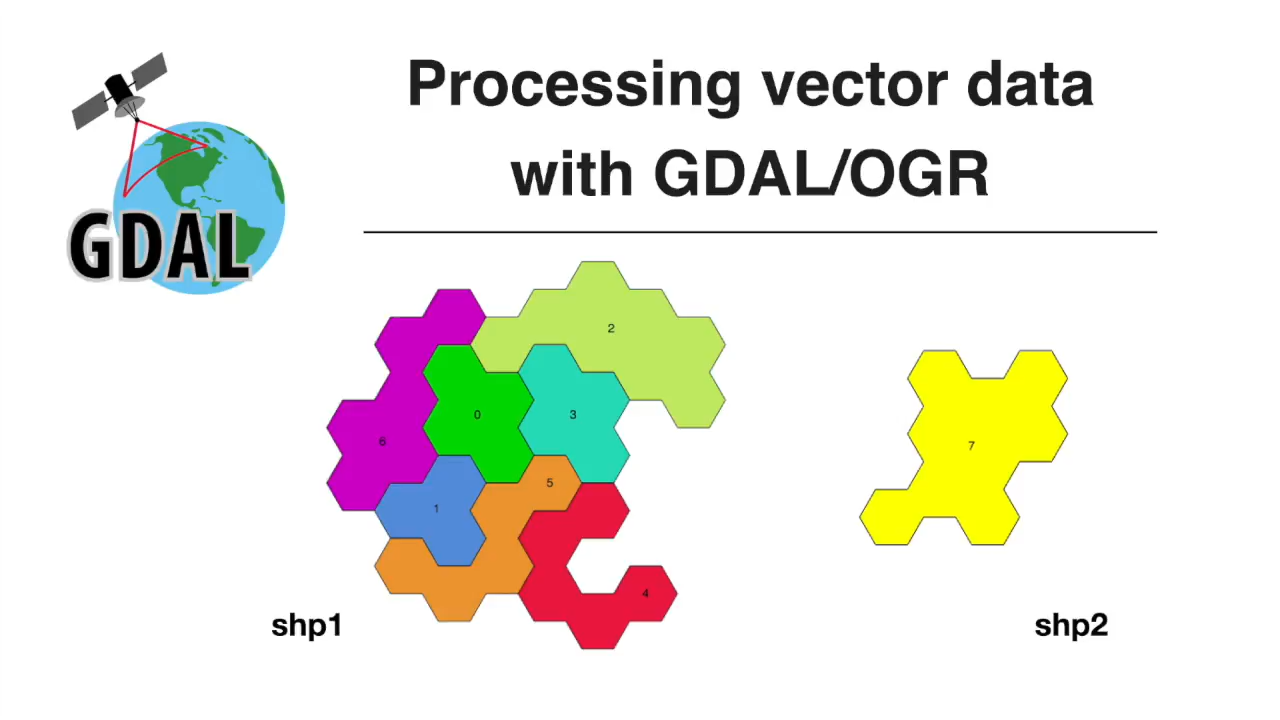 Processing vector data
with GDAL/OGR
GDAL
2
0
3
6
7
5
1
4
shp1
shp2